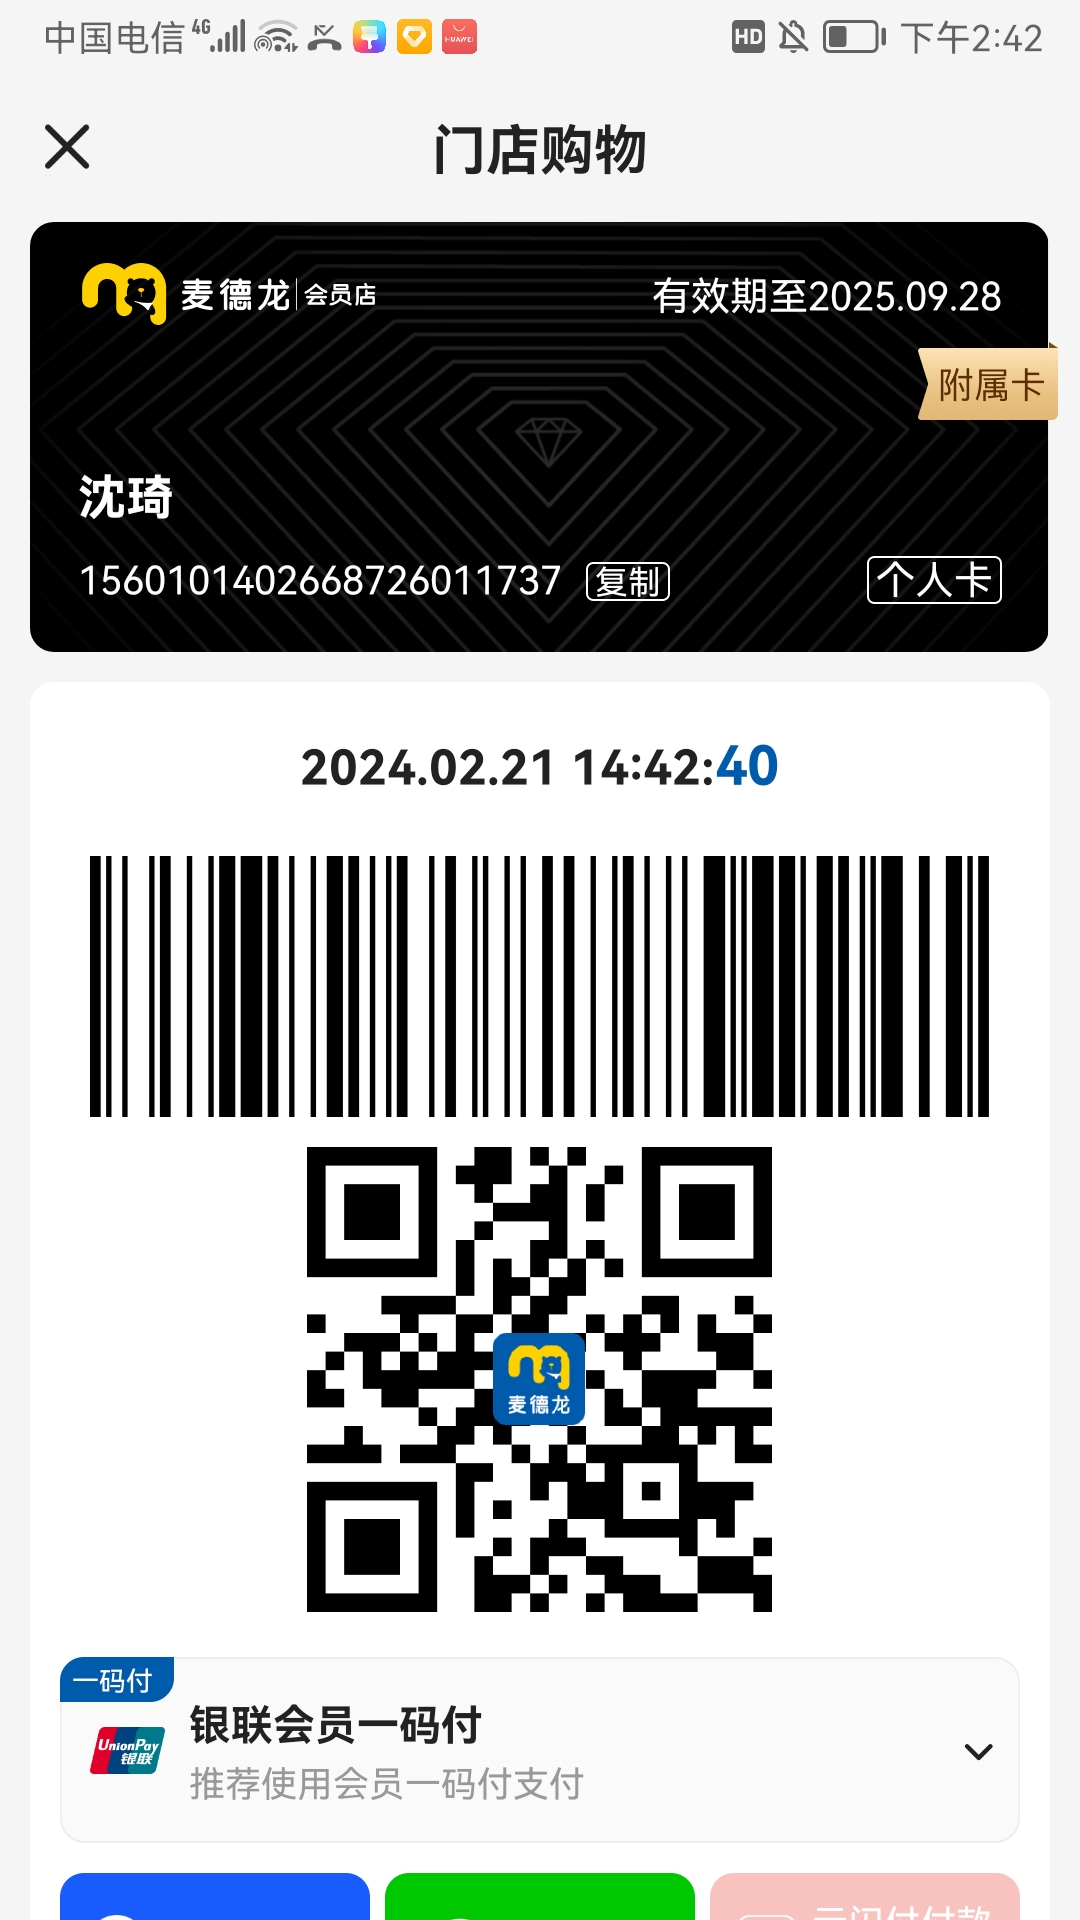 中国电信 4G HD 下午2:42
门店购物
麦德龙 会员店 有效期至2025.09.28
附属卡
沈琦
1560101402668726011737 复制 个人卡
2024.02.21 14:42:40
麦德龙
一码付
银联会员一码付
UnionPay
银联
推荐使用会员一码付支付